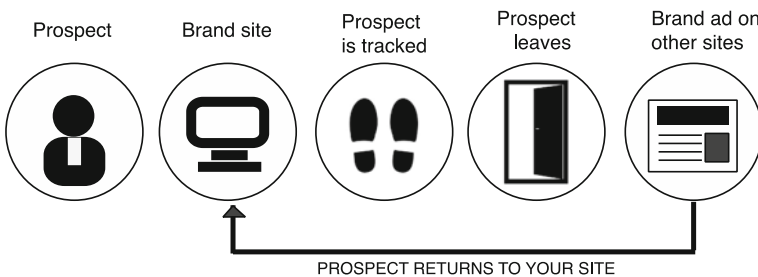 Prospect
Brand site
Prospect
is tracked
Prospect
leaves
Brand ad on
other sites
PROSPECT RETURNS TO YOUR SITE